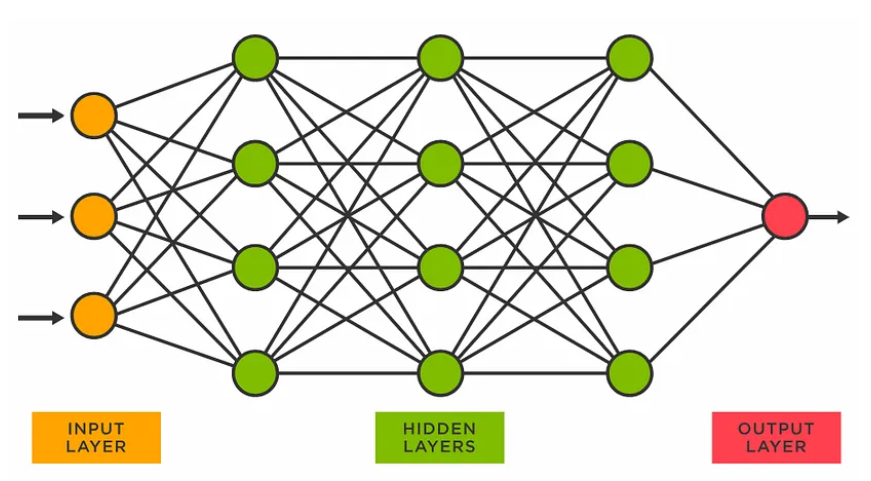 INPUT
LAYER
HIDDEN
LAYERS
OUTPUT
LAYER